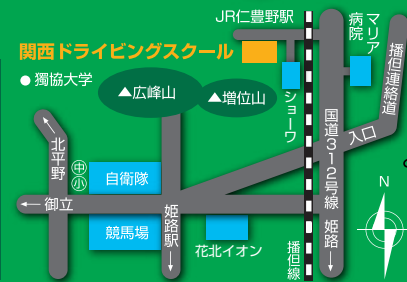 JR仁豊野駅
関西ドライビングスクール
マリア病院
播但連絡道
●獨協大学
▲広峰山
▲増位山
ショーワ
入口
国道312号線
姫路
北平野
中
小
自衛隊
御立
競馬場
姫路駅
花北イオン
播但線
N